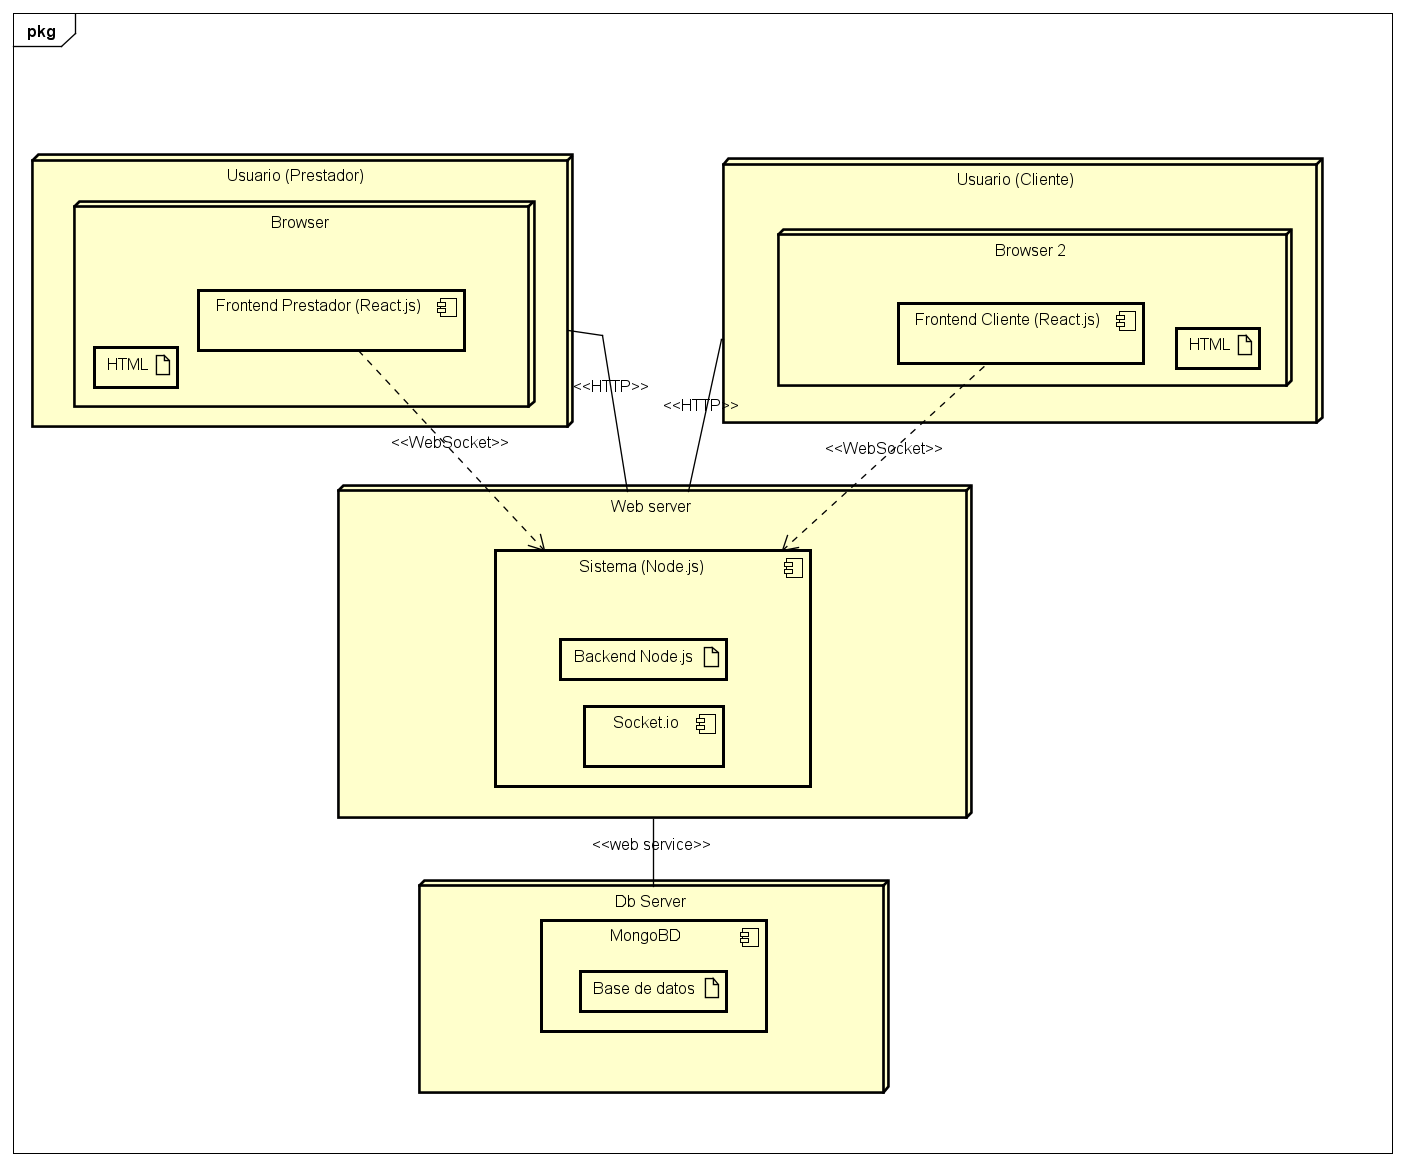 pkg
Usuario (Prestador)
Browser
Frontend Prestador (React.js)
HTML
Usuario (Cliente)
Browser 2
Frontend Cliente (React.js)
HTML
<<HTTP>>
<<HTTP>>
<<WebSocket>>
<<WebSocket>>
Web server
Sistema (Node.js)
Backend Node.js
Socket.io
<<web service>>
Db Server
MongoBD
Base de datos